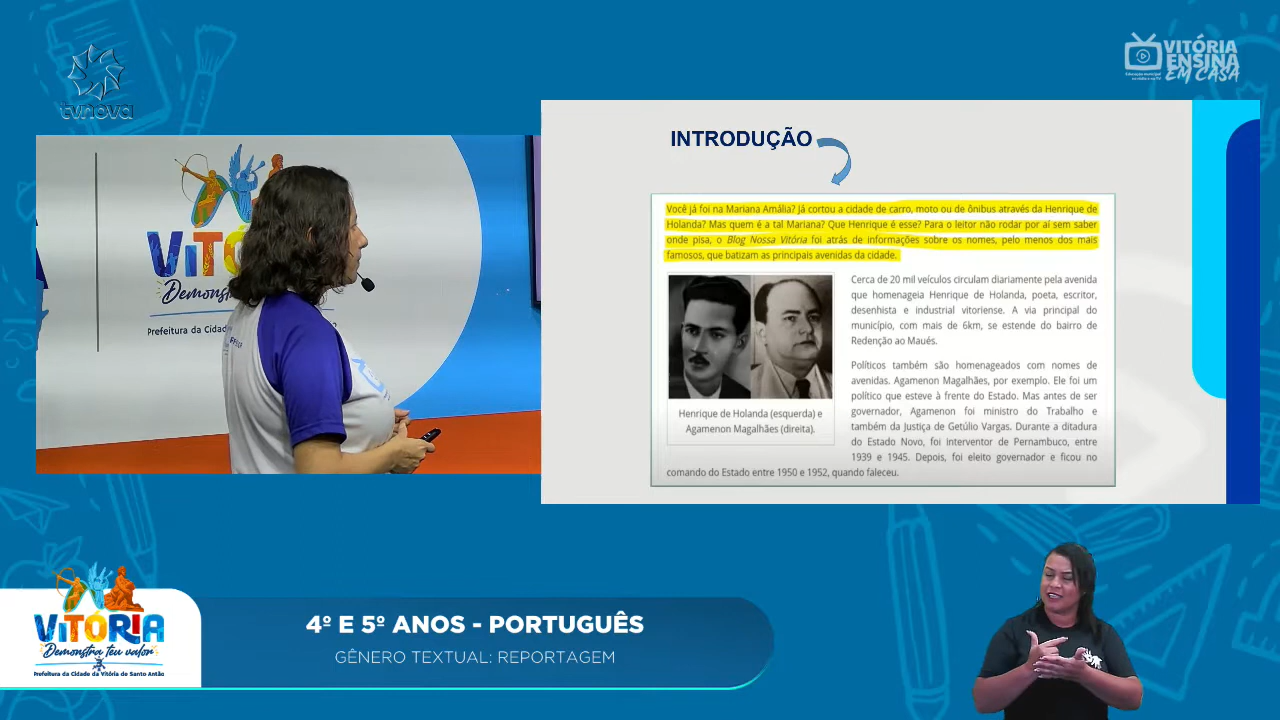 tvnova
VITÓRIA
ENSINA
EM CASA
VITÓ
Demonstra
Prefeitura da Cidad
INTRODUÇÃO
Você já foi na Mariana Amália? Já cortou a cidade de carro, moto ou de ônibus através da Henrique de
Holanda? Mas quem é a tal Mariana? Que Henrique é esse? Para o leitor não rodar por aí sem saber
onde pisa, o Blog Nossa Vitória foi atrás de informações sobre os nomes, pelo menos dos mais
famosos, que batizam as principais avenidas da cidade.
Cerca de 20 mil veículos circulam diariamente pela avenida
que homenageia Henrique de Holanda, poeta, escritor,
desenhista e industrial vitoriense. A via principal do
município, com mais de 6km, se estende do bairro de
Redenção ao Maués.
Políticos também são homenageados com nomes de
avenidas. Agamenon Magalhães, por exemplo. Ele foi um
político que esteve à frente do Estado. Mas antes de ser
governador, Agamenon foi ministro do Trabalho e
também da Justiça de Getúlio Vargas. Durante a ditadura
do Estado Novo, foi interventor de Pernambuco, entre
1939 e 1945. Depois, foi eleito governador e ficou no
comando do Estado entre 1950 e 1952, quando faleceu.
Henrique de Holanda (esquerda) e
Agamenon Magalhães (direita).
4º E 5º ANOS - PORTUGUÊS
GÊNERO TEXTUAL: REPORTAGEM
VITÓRIA
Demonstra teu valor
Prefeitura da Cidade da Vitória de Santo Antão